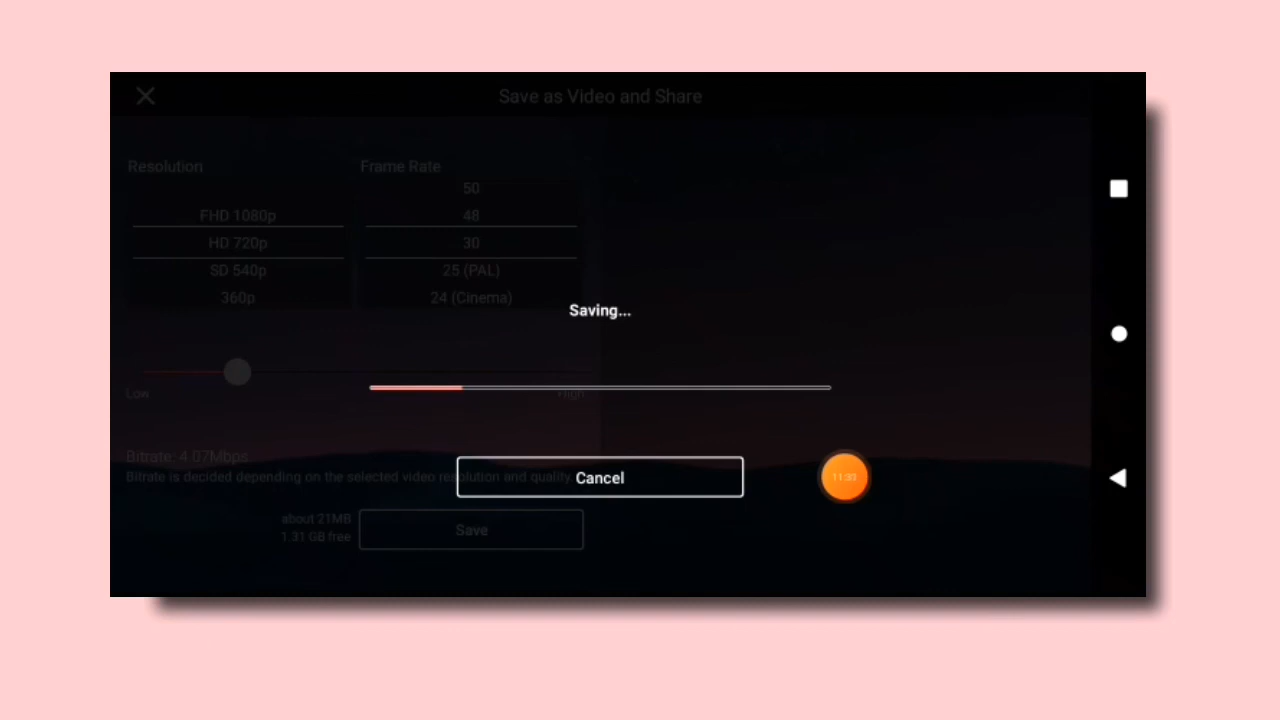 Save as Video and Share
Resolution
Frame Rate
50
FHD 1080p
48
HD 720p
30
SD 540p
25 (PAL)
360p
24 (Cinema)
Saving...
Low
High
Bitrate: 4.07Mbps
Bitrate is decided depending on the selected video resolution and quality.
Cancel
11:33
about 21MB
1.31 GB free
Save